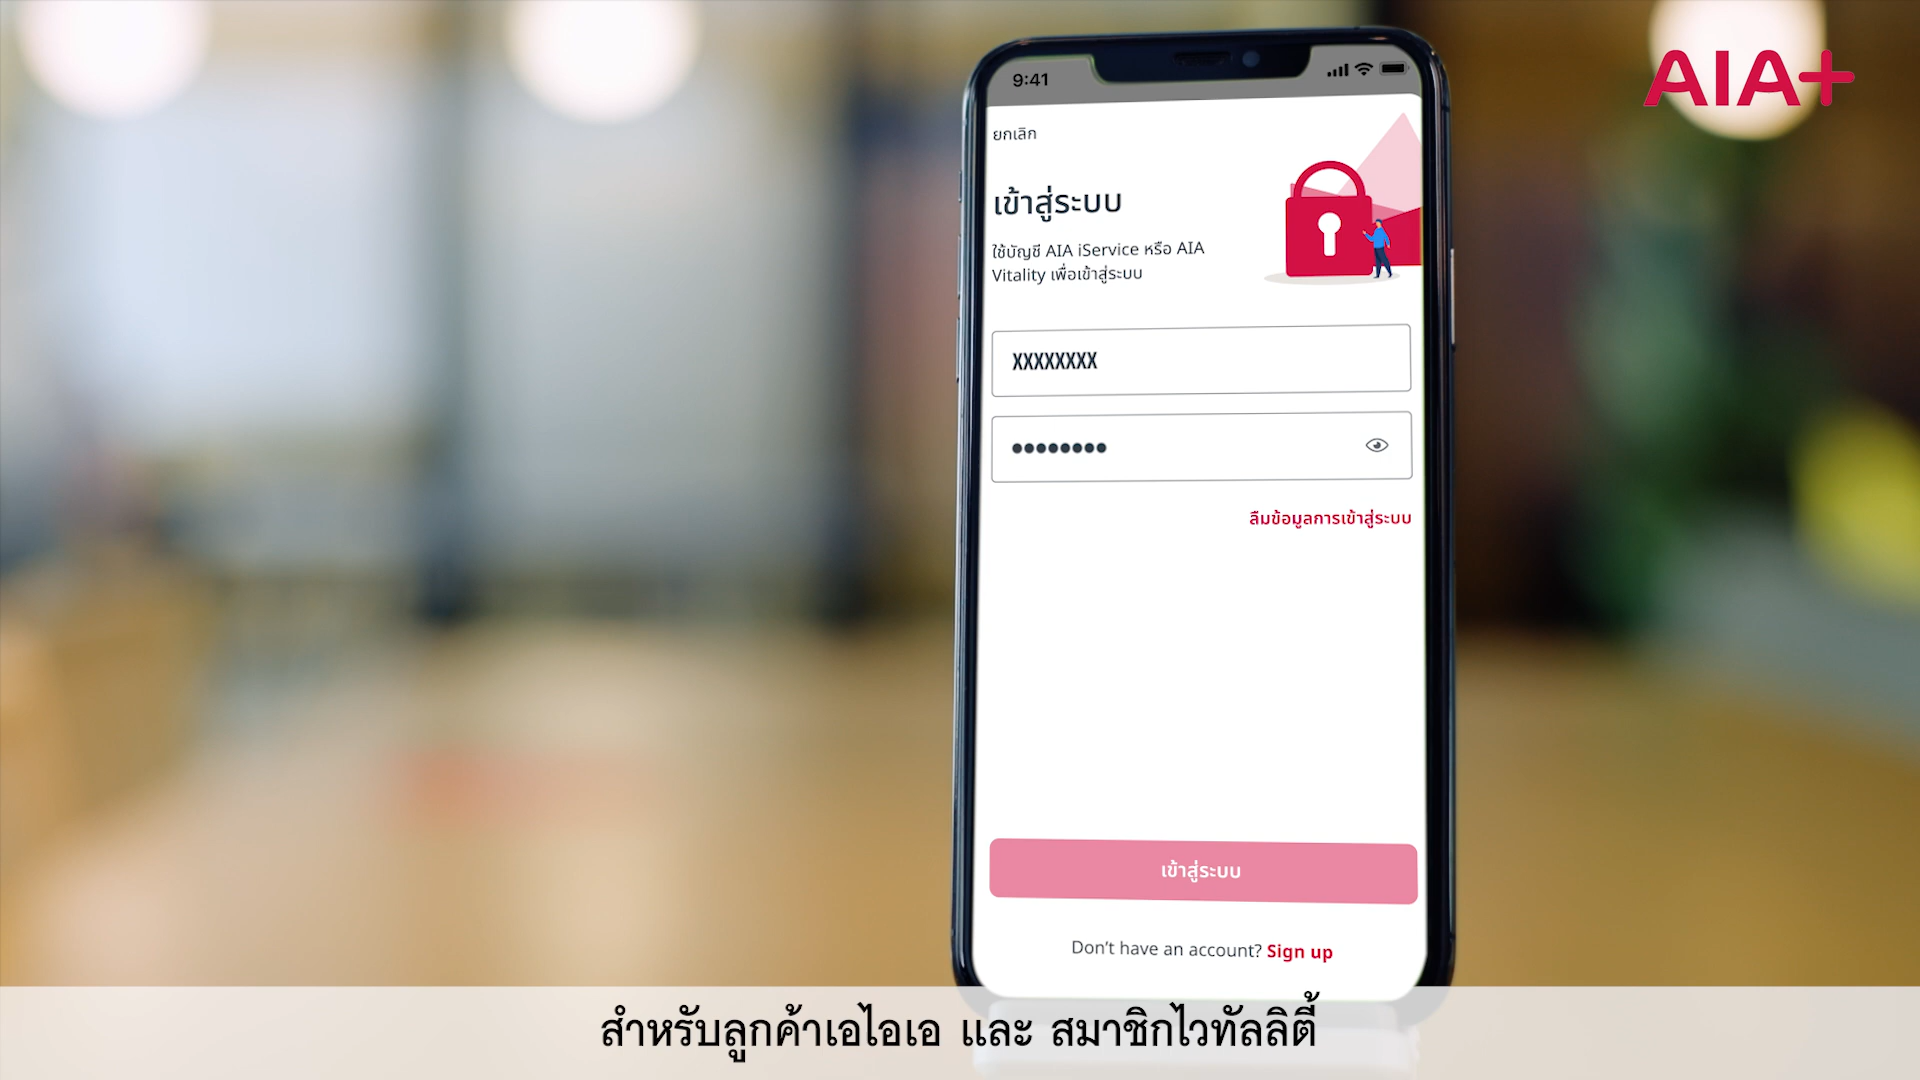 AIA+
9:41
ยกเลิก
เข้าสู่ระบบ
ใช้บัญชี AIA iService หรือ AIA
Vitality เพื่อเข้าสู่ระบบ
XXXXXXXX
ลืมข้อมูลการเข้าสู่ระบบ
เข้าสู่ระบบ
Don't have an account? Sign up
สำหรับลูกค้าเอไอเอ และ สมาชิกไวทัลลิตี้